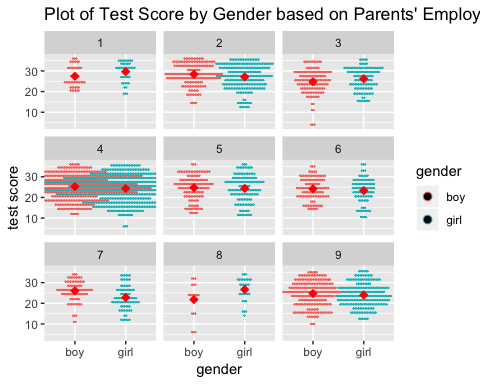 Plot of Test Score by Gender based on Parents' Employ
1 2 3
30
20
10
4 5 6
30
20
10
7 8 9
30
20
10
test score
boy girl boy girl boy girl
gender
gender
boy
girl